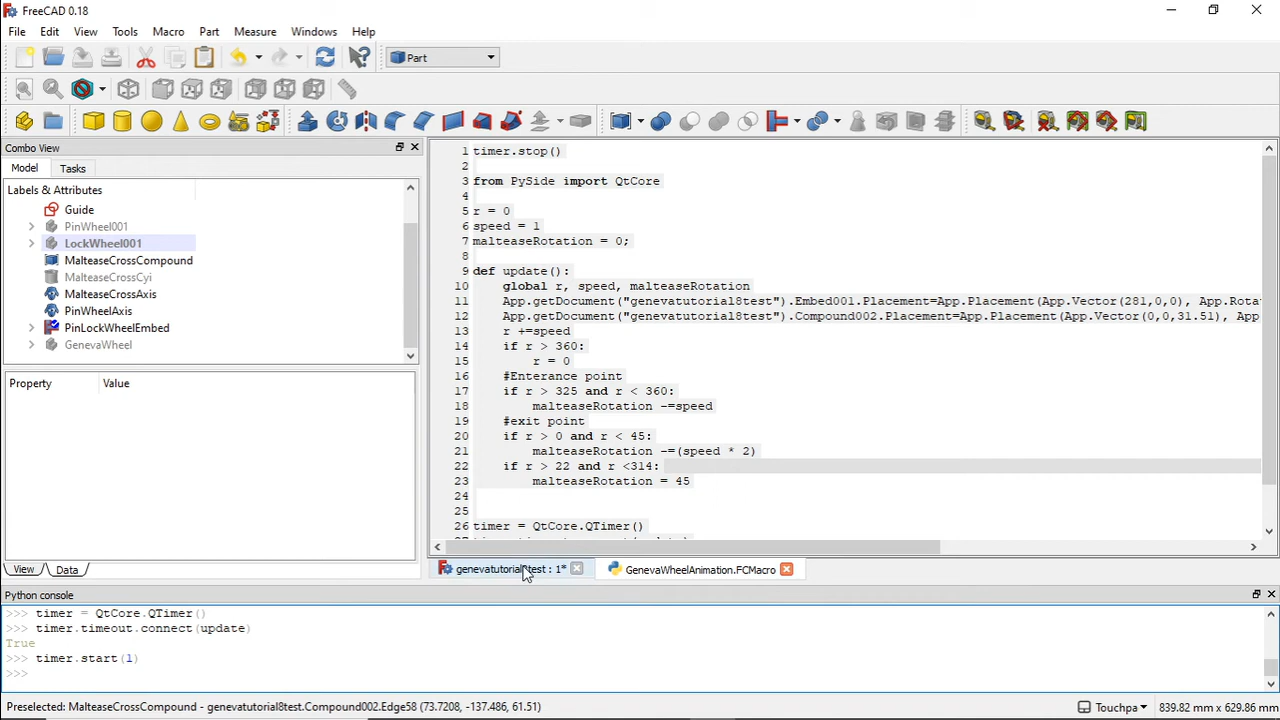 FreeCAD 0.18
File Edit View Tools Macro Part Measure Windows Help
Part
Combo View
Model Tasks
Labels & Attributes
Guide
PinWheel001
LockWheel001
MalteaseCrossCompound
MalteaseCrossCyi
MalteaseCrossAxis
PinWheelAxis
PinLockWheelEmbed
GenevaWheel
Property Value
View Data
1 timer.stop()
2
3 from PySide import QtCore
4
5 r = 0
6 speed = 1
7 malteaseRotation = 0;
8
9 def update():
10 global r, speed, malteaseRotation
11 App.getDocument("genevatutorial8test").Embed001.Placement=App.Placement(App.Vector(281,0,0), App.Rota
12 App.getDocument("genevatutorial8test").Compound002.Placement=App.Placement(App.Vector(0,0,31.51), Ap
13 r +=speed
14 if r > 360:
15 r = 0
16 #Enterance point
17 if r > 325 and r < 360:
18 malteaseRotation -=speed
19 #exit point
20 if r > 0 and r < 45:
21 malteaseRotation -=(speed * 2)
22 if r > 22 and r <314:
23 malteaseRotation = 45
24
25
26 timer = QtCore.QTimer()
genevatutorial8test : 1* GenevaWheelAnimation.FCMacro
Python console
>>> timer = QtCore.QTimer()
>>> timer.timeout.connect(update)
True
>>> timer.start(1)
>>>
Preselected: MalteaseCrossCompound - genevatutorial8test.Compound002.Edge58 (73.7208, -137.486, 61.51) Touchpa 839.82 mm x 629.86 mm